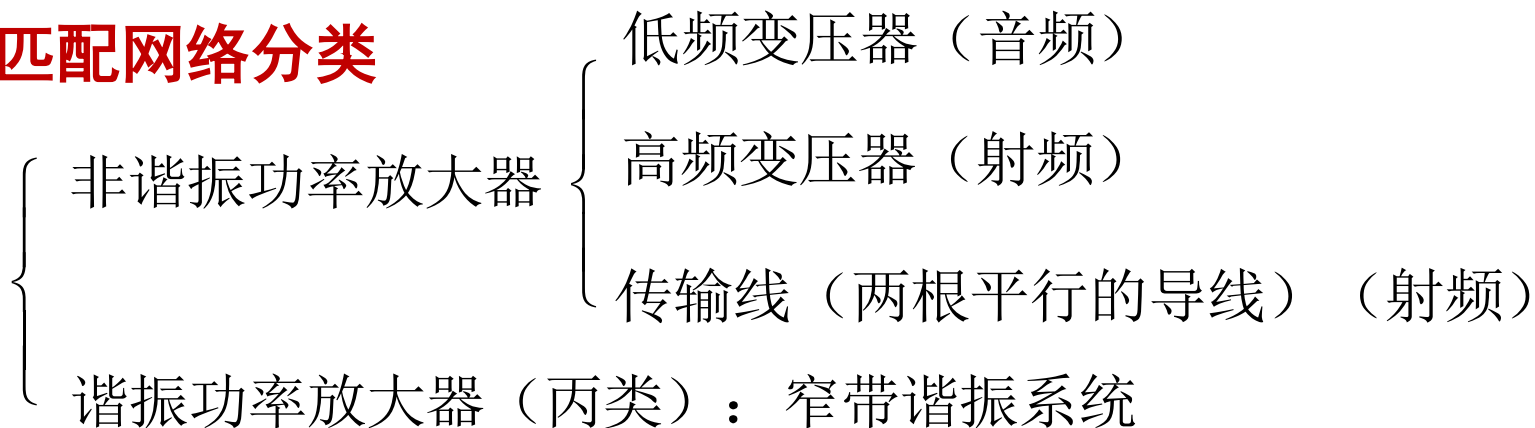 匹配网络分类
低频变压器（音频）
高频变压器（射频）
非谐振功率放大器
传输线（两根平行的导线）（射频）
谐振功率放大器（丙类）：窄带谐振系统